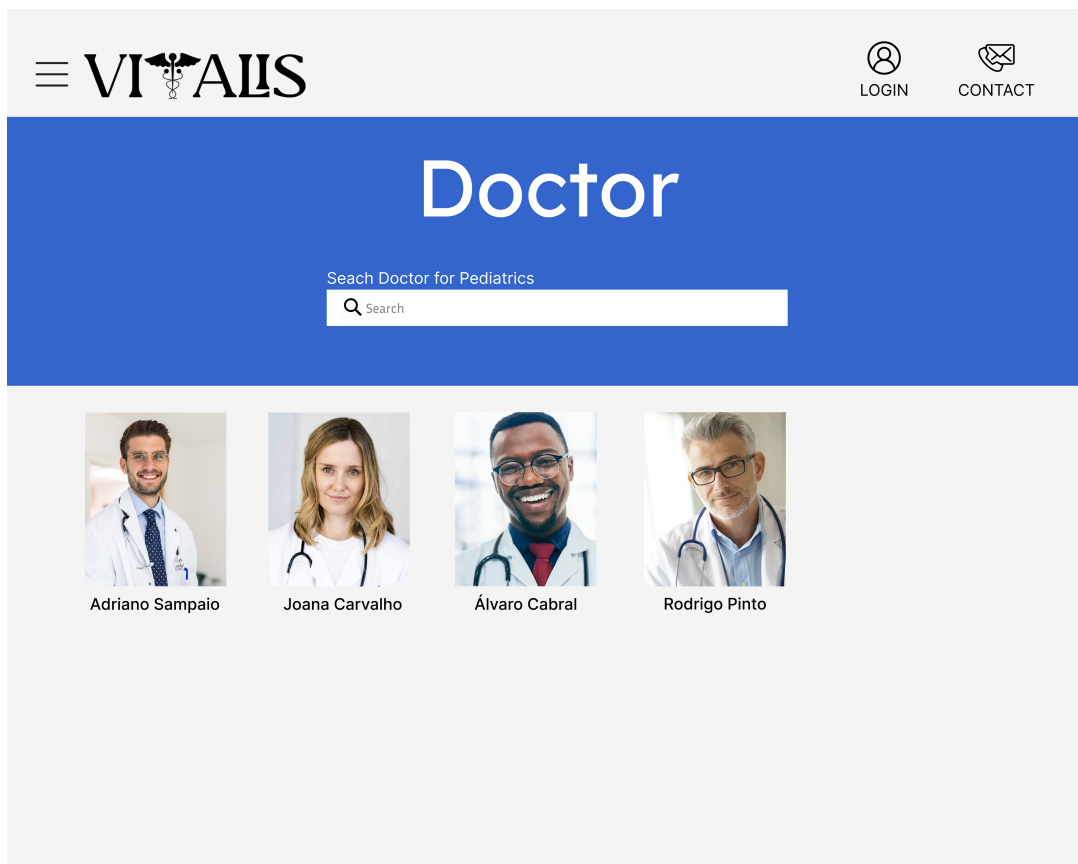 VITALIS
LOGIN
CONTACT
Doctor
Seach Doctor for Pediatrics
Search
Adriano Sampaio
Joana Carvalho
Álvaro Cabral
Rodrigo Pinto